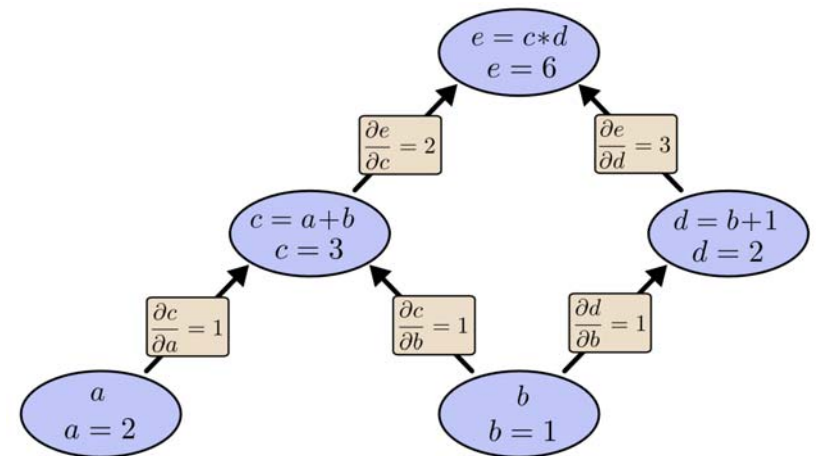 e = c*d
e = 6
∂e/∂c = 2
∂e/∂d = 3
c = a+b
c = 3
d = b+1
d = 2
∂c/∂a = 1
∂c/∂b = 1
∂d/∂b = 1
a
a = 2
b
b = 1